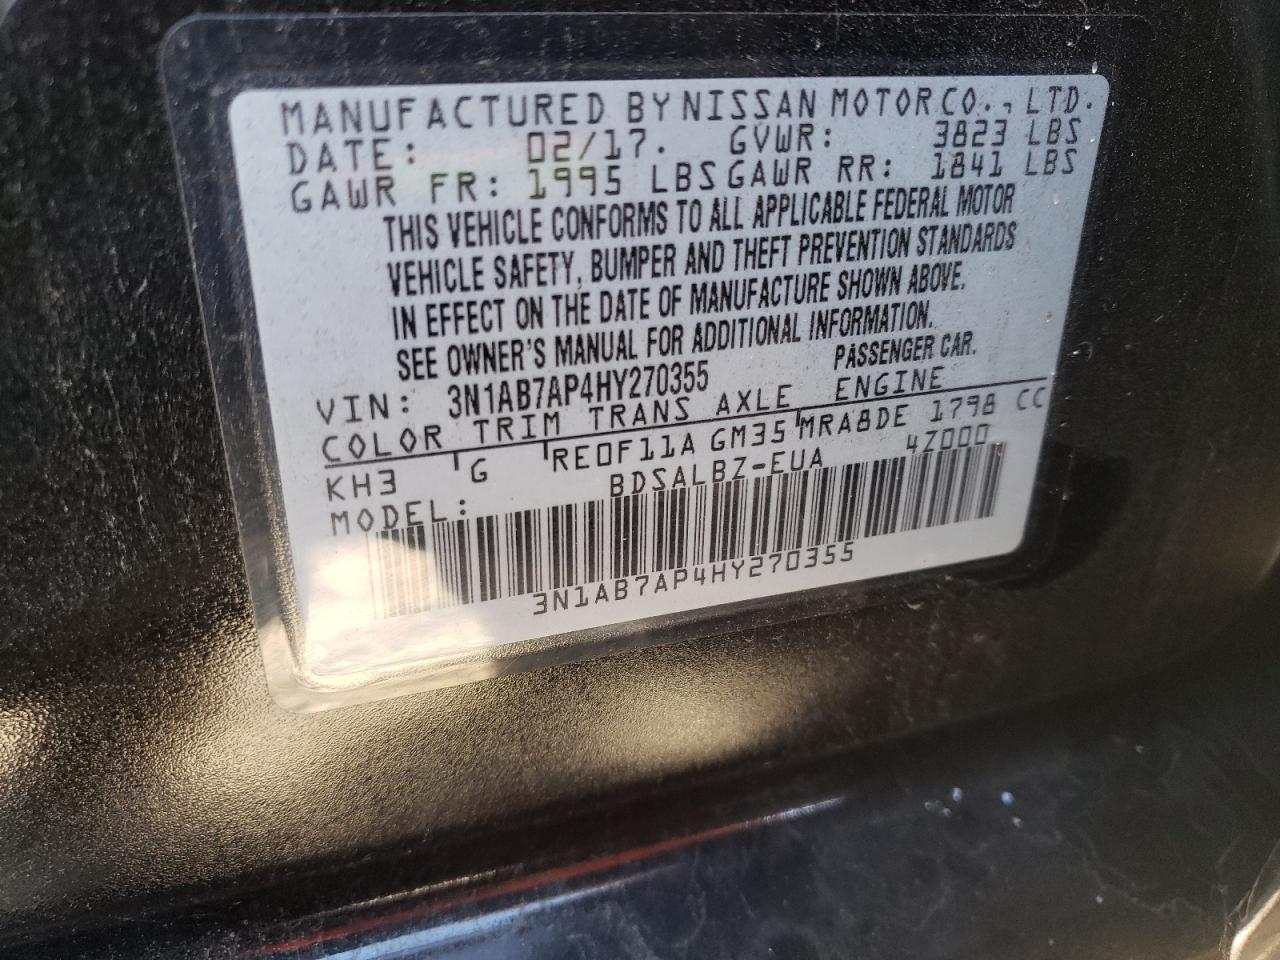 MANUFACTURED BY NISSAN MOTOR CO., LTD.
DATE: 02/17. GVWR: 3823 LBS
GAWR FR: 1995 LBS GAWR RR: 1841 LBS
THIS VEHICLE CONFORMS TO ALL APPLICABLE FEDERAL MOTOR
VEHICLE SAFETY, BUMPER AND THEFT PREVENTION STANDARDS
IN EFFECT ON THE DATE OF MANUFACTURE SHOWN ABOVE.
SEE OWNER'S MANUAL FOR ADDITIONAL INFORMATION.
VIN: 3N1AB7AP4HY270355 PASSENGER CAR.
COLOR TRIM TRANS AXLE ENGINE
KH3 G RE0F11A GM35 MRA8DE 1798 CC
MODEL: BDSALBZ-EUA 4Z000
3N1AB7AP4HY270355